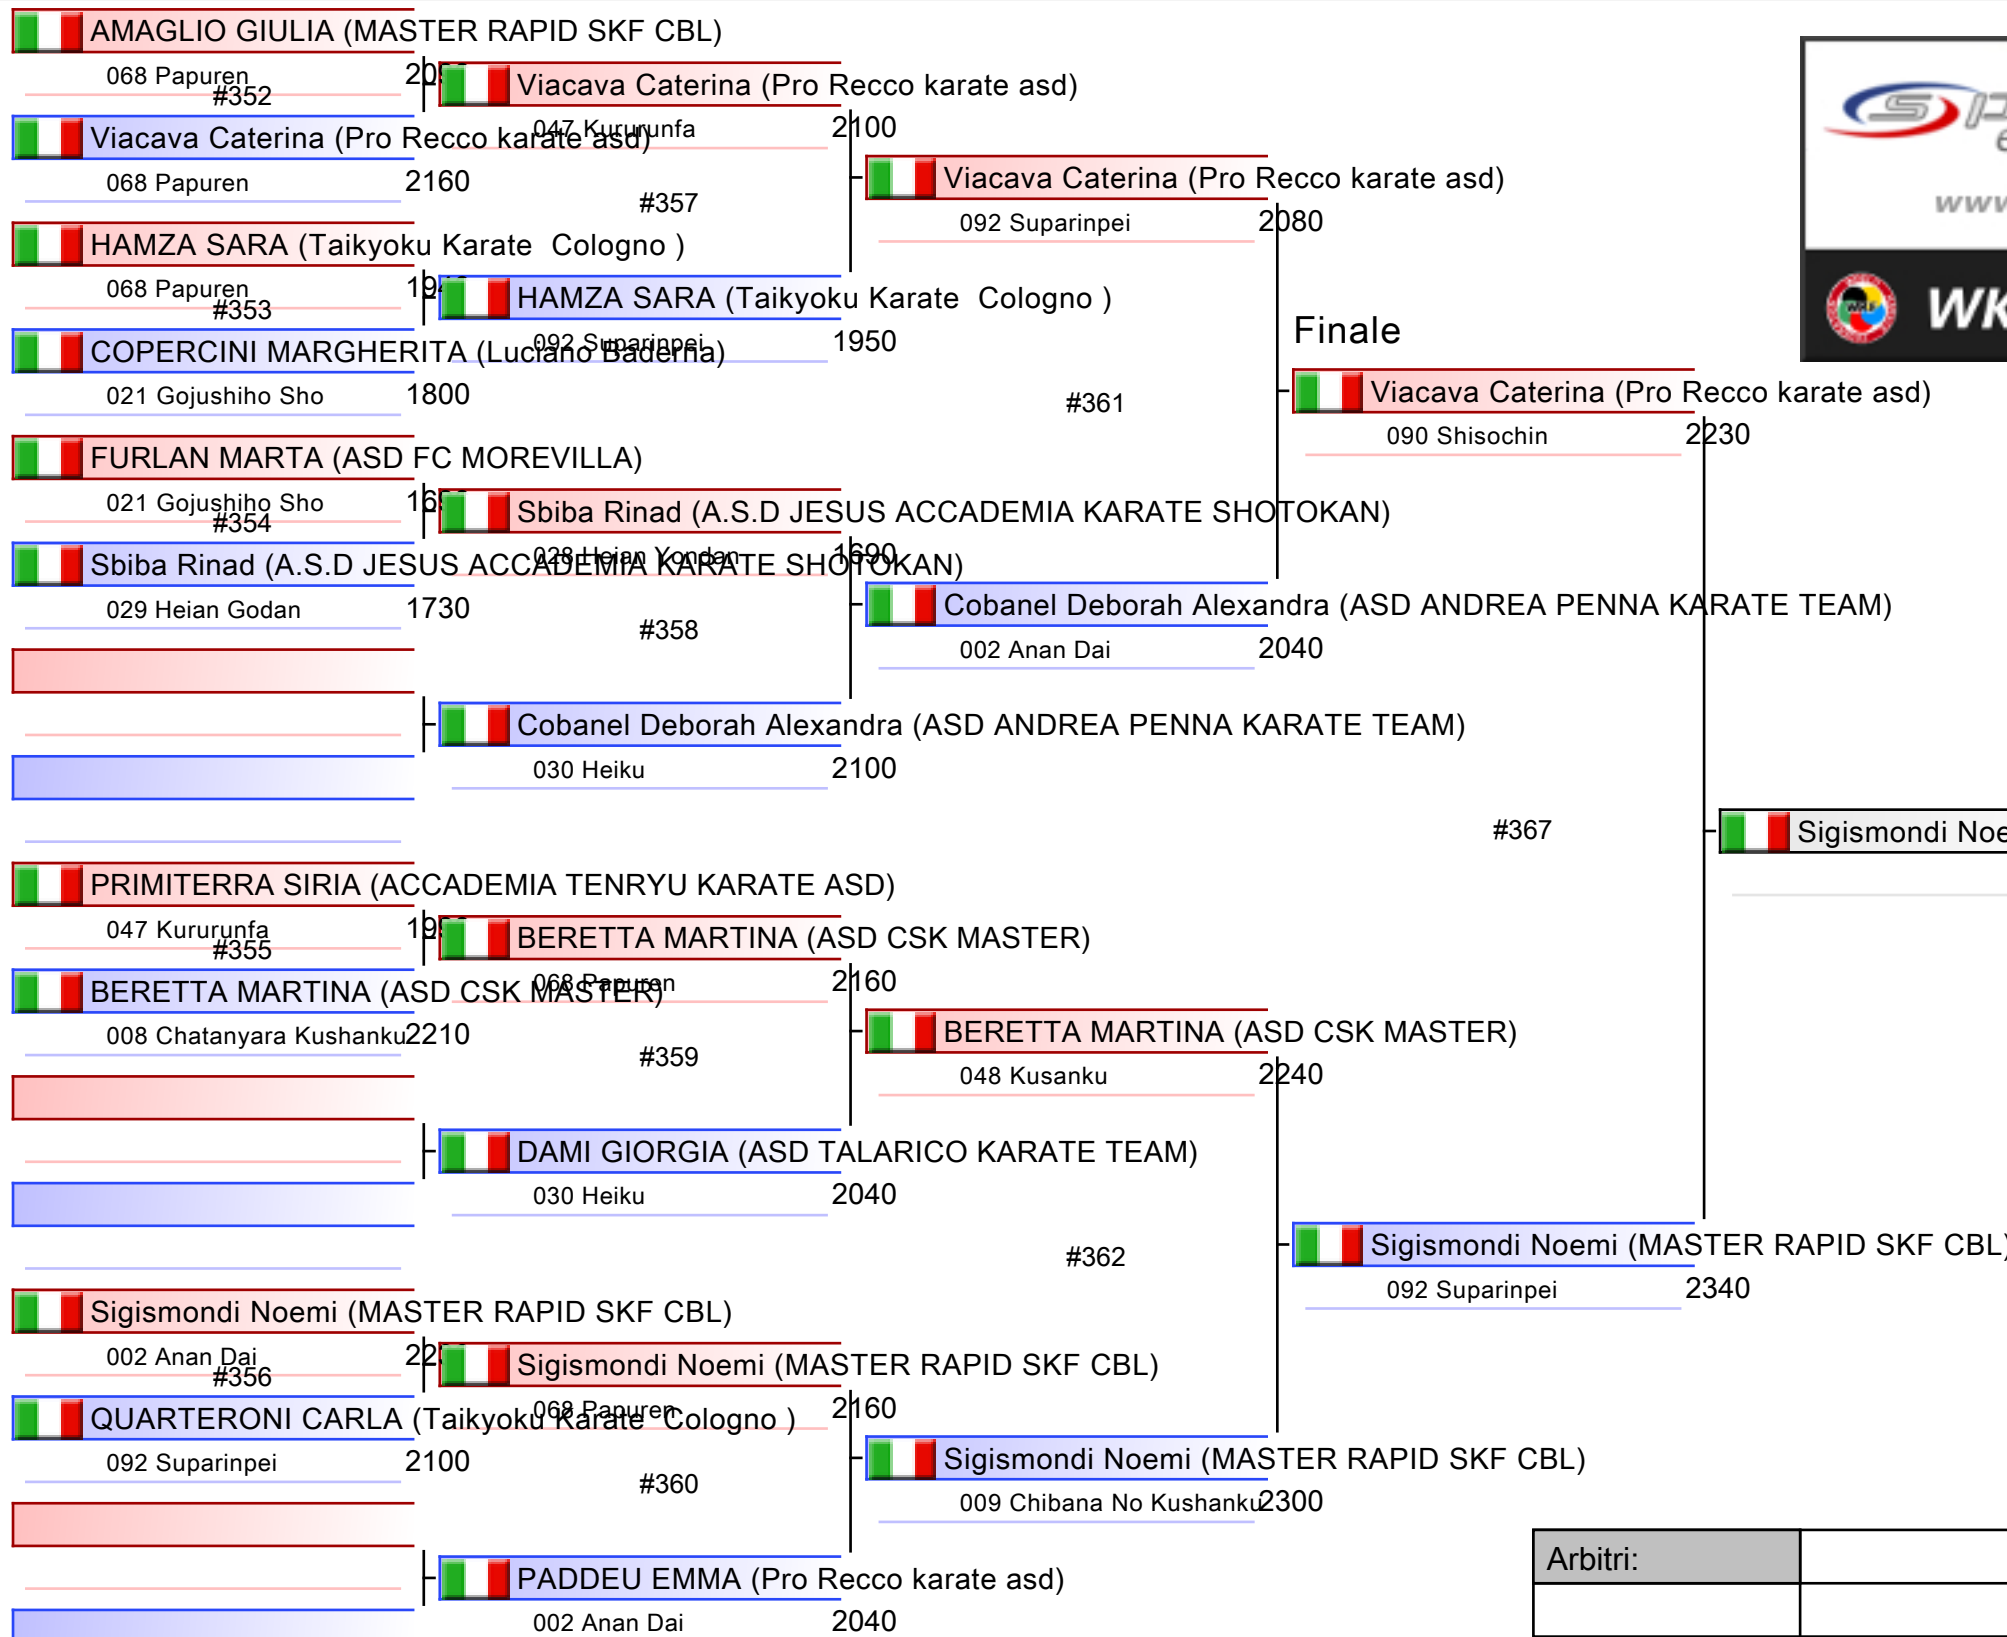 AMAGLIO GIULIA (MASTER RAPID SKF CBL)
068 Papuren
#352
Viacava Caterina (Pro Recco karate asd)
068 Papuren 2160
HAMZA SARA (Taikyoku Karate  Cologno )
068 Papuren
#353
COPERCINI MARGHERITA (Luciano Baderna)
021 Gojushiho Sho 1800
FURLAN MARTA (ASD FC MOREVILLA)
021 Gojushiho Sho
#354
Sbiba Rinad (A.S.D JESUS ACCADEMIA KARATE SHOTOKAN)
029 Heian Godan 1730
PRIMITERRA SIRIA (ACCADEMIA TENRYU KARATE ASD)
047 Kururunfa
#355
BERETTA MARTINA (ASD CSK MASTER)
008 Chatanyara Kushanku 2210
Sigismondi Noemi (MASTER RAPID SKF CBL)
002 Anan Dai
#356
QUARTERONI CARLA (Taikyoku Karate  Cologno )
092 Suparinpei 2100
Viacava Caterina (Pro Recco karate asd)
047 Kururunfa 2100
#357
HAMZA SARA (Taikyoku Karate  Cologno )
092 Suparinpei 1950
Sbiba Rinad (A.S.D JESUS ACCADEMIA KARATE SHOTOKAN)
028 Heian Yondan 1690
#358
Cobanel Deborah Alexandra (ASD ANDREA PENNA KARATE TEAM)
030 Heiku 2100
BERETTA MARTINA (ASD CSK MASTER)
068 Papuren 2160
#359
DAMI GIORGIA (ASD TALARICO KARATE TEAM)
030 Heiku 2040
Sigismondi Noemi (MASTER RAPID SKF CBL)
068 Papuren 2160
#360
PADDEU EMMA (Pro Recco karate asd)
002 Anan Dai 2040
Viacava Caterina (Pro Recco karate asd)
092 Suparinpei 2080
#361
Cobanel Deborah Alexandra (ASD ANDREA PENNA KARATE TEAM)
002 Anan Dai 2040
BERETTA MARTINA (ASD CSK MASTER)
048 Kusanku 2240
#362
Sigismondi Noemi (MASTER RAPID SKF CBL)
009 Chibana No Kushanku 2300
Finale
Viacava Caterina (Pro Recco karate asd)
090 Shisochin 2230
#367
Sigismondi Noemi (MASTER RAPID SKF CBL)
092 Suparinpei 2340
Sigismondi Noe
www
WK
Arbitri: